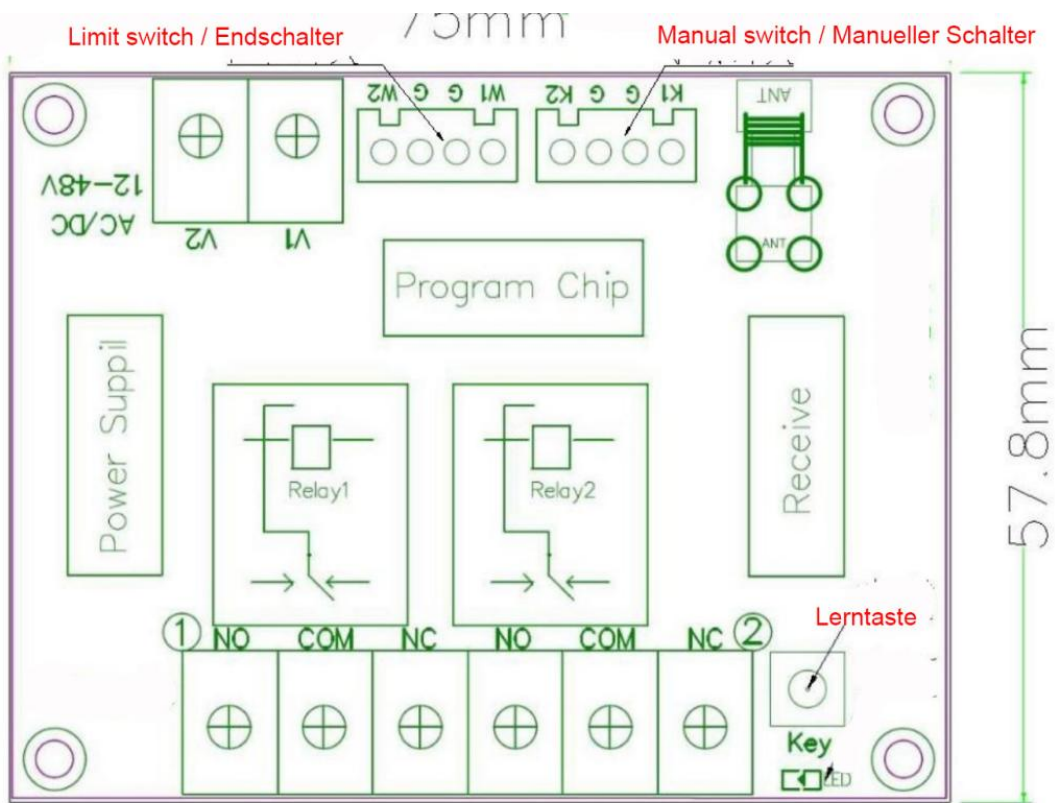 75mm
Limit switch / Endschalter
Manual switch / Manueller Schalter
W2 G G W1
K2 G G K1
ANT
12-48V
AC/DC
V2 V1
ANT
Program Chip
Power Suppil
Receive
57.8mm
Relay1
Relay2
Lerntaste
1 NO COM NC NO COM NC 2
Key
LED